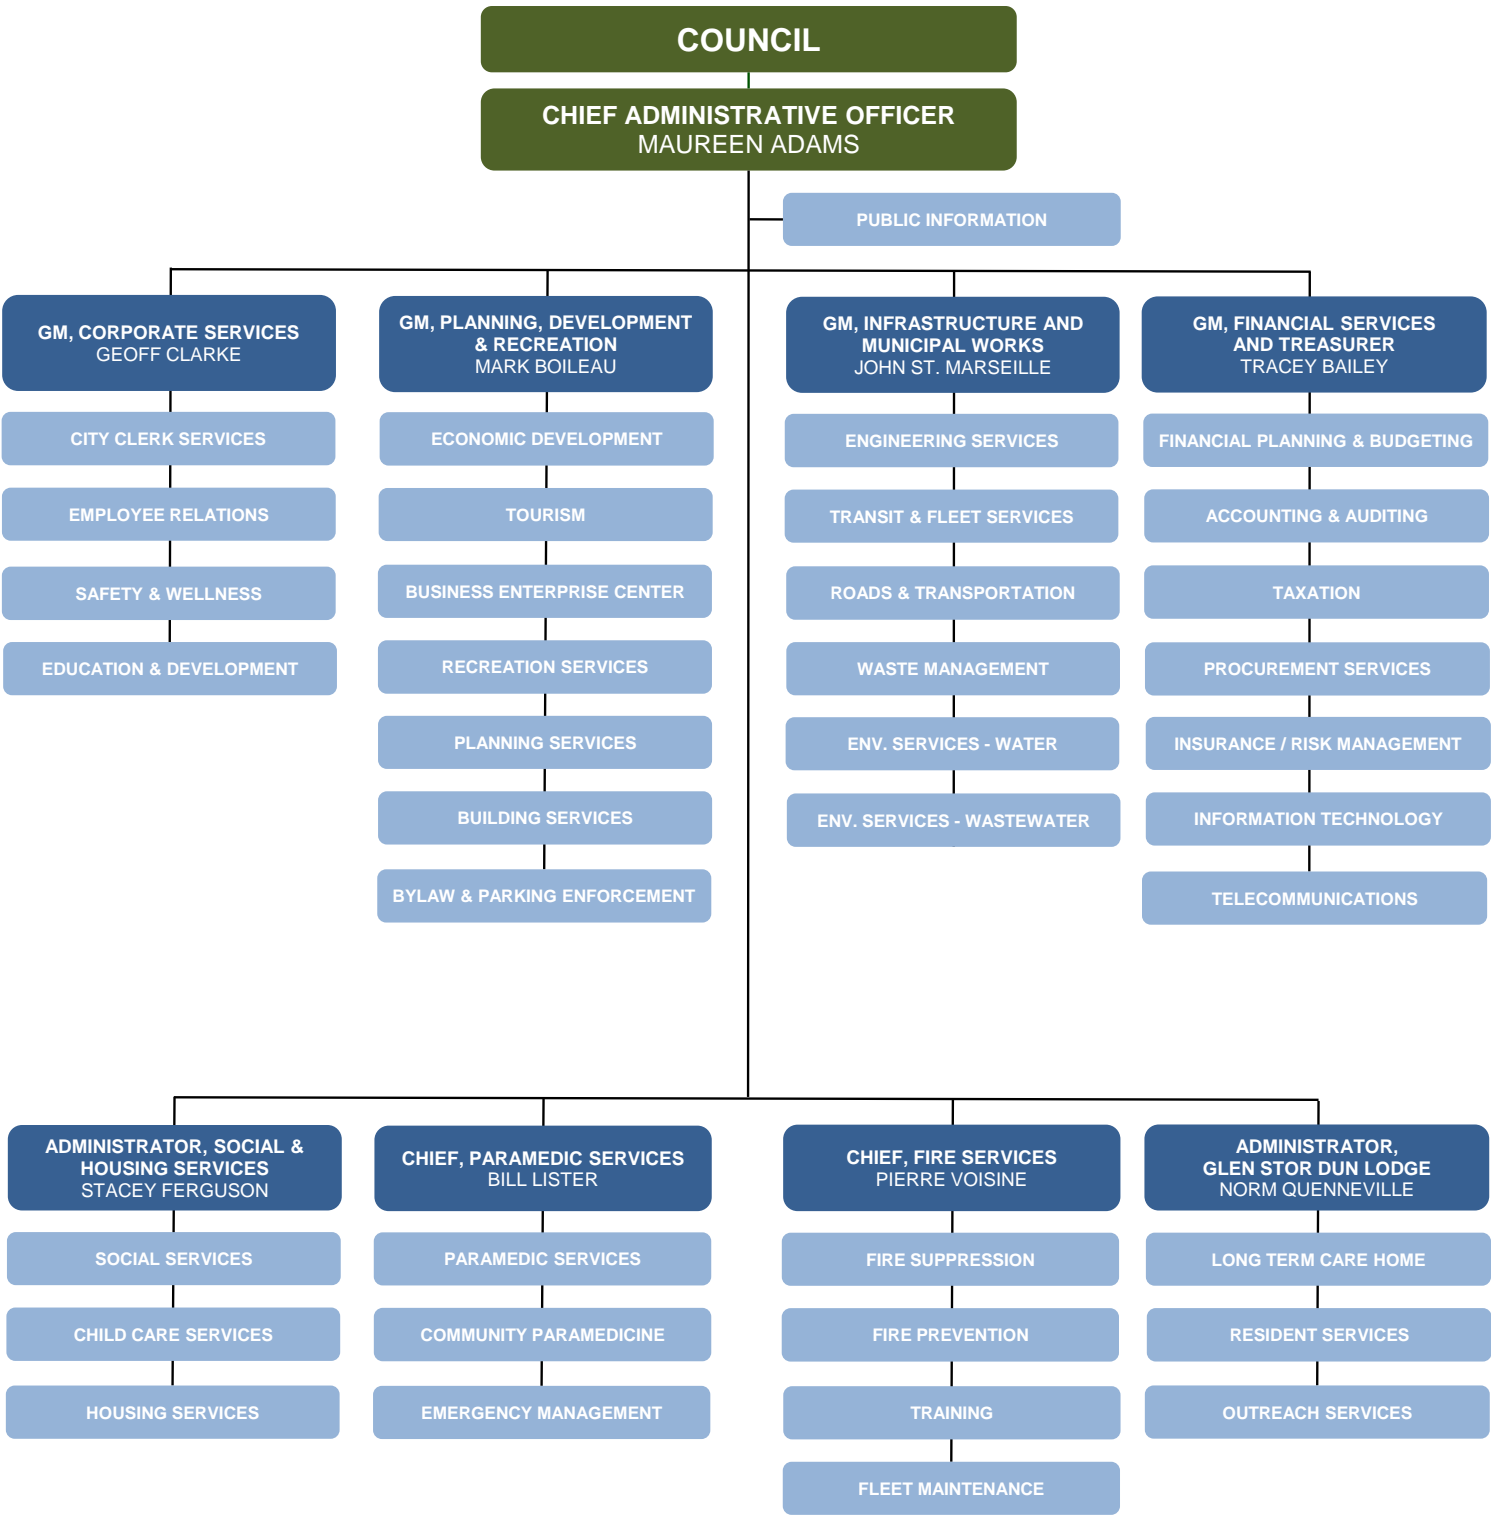 COUNCIL
CHIEF ADMINISTRATIVE OFFICER
MAUREEN ADAMS
PUBLIC INFORMATION
GM, CORPORATE SERVICES
GEOFF CLARKE
CITY CLERK SERVICES
EMPLOYEE RELATIONS
SAFETY & WELLNESS
EDUCATION & DEVELOPMENT
GM, PLANNING, DEVELOPMENT
& RECREATION
MARK BOILEAU
ECONOMIC DEVELOPMENT
TOURISM
BUSINESS ENTERPRISE CENTER
RECREATION SERVICES
PLANNING SERVICES
BUILDING SERVICES
BYLAW & PARKING ENFORCEMENT
GM, INFRASTRUCTURE AND
MUNICIPAL WORKS
JOHN ST. MARSEILLE
ENGINEERING SERVICES
TRANSIT & FLEET SERVICES
ROADS & TRANSPORTATION
WASTE MANAGEMENT
ENV. SERVICES - WATER
ENV. SERVICES - WASTEWATER
GM, FINANCIAL SERVICES
AND TREASURER
TRACEY BAILEY
FINANCIAL PLANNING & BUDGETING
ACCOUNTING & AUDITING
TAXATION
PROCUREMENT SERVICES
INSURANCE / RISK MANAGEMENT
INFORMATION TECHNOLOGY
TELECOMMUNICATIONS
ADMINISTRATOR, SOCIAL &
HOUSING SERVICES
STACEY FERGUSON
SOCIAL SERVICES
CHILD CARE SERVICES
HOUSING SERVICES
CHIEF, PARAMEDIC SERVICES
BILL LISTER
PARAMEDIC SERVICES
COMMUNITY PARAMEDICINE
EMERGENCY MANAGEMENT
CHIEF, FIRE SERVICES
PIERRE VOISINE
FIRE SUPPRESSION
FIRE PREVENTION
TRAINING
FLEET MAINTENANCE
ADMINISTRATOR,
GLEN STOR DUN LODGE
NORM QUENNEVILLE
LONG TERM CARE HOME
RESIDENT SERVICES
OUTREACH SERVICES